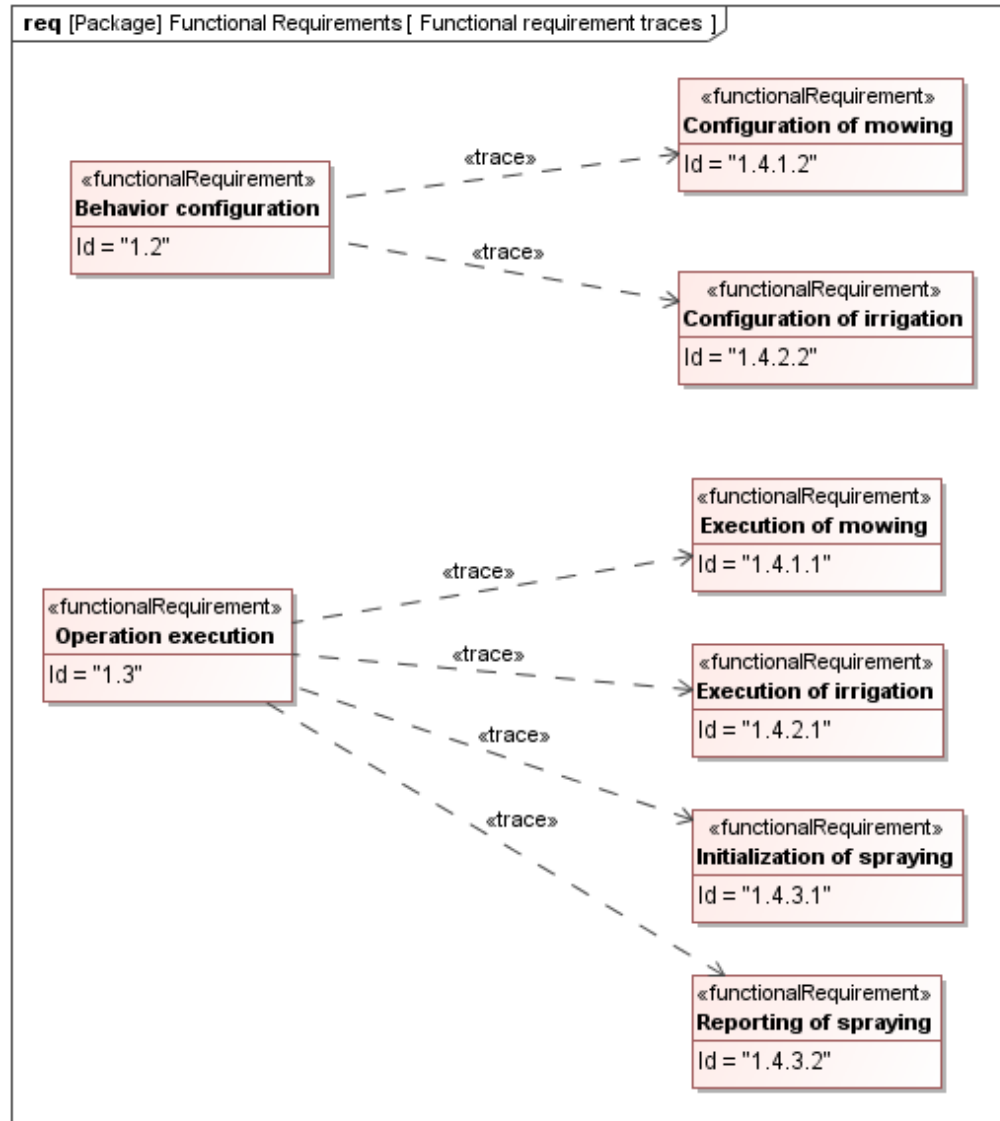 req [Package] Functional Requirements [ Functional requirement traces ]
«functionalRequirement»
Configuration of mowing
Id = "1.4.1.2"
«trace»
«functionalRequirement»
Behavior configuration
Id = "1.2"
«trace»
«functionalRequirement»
Configuration of irrigation
Id = "1.4.2.2"
«functionalRequirement»
Execution of mowing
Id = "1.4.1.1"
«trace»
«functionalRequirement»
Operation execution
Id = "1.3"
«trace»
«functionalRequirement»
Execution of irrigation
Id = "1.4.2.1"
«trace»
«functionalRequirement»
Initialization of spraying
Id = "1.4.3.1"
«trace»
«functionalRequirement»
Reporting of spraying
Id = "1.4.3.2"